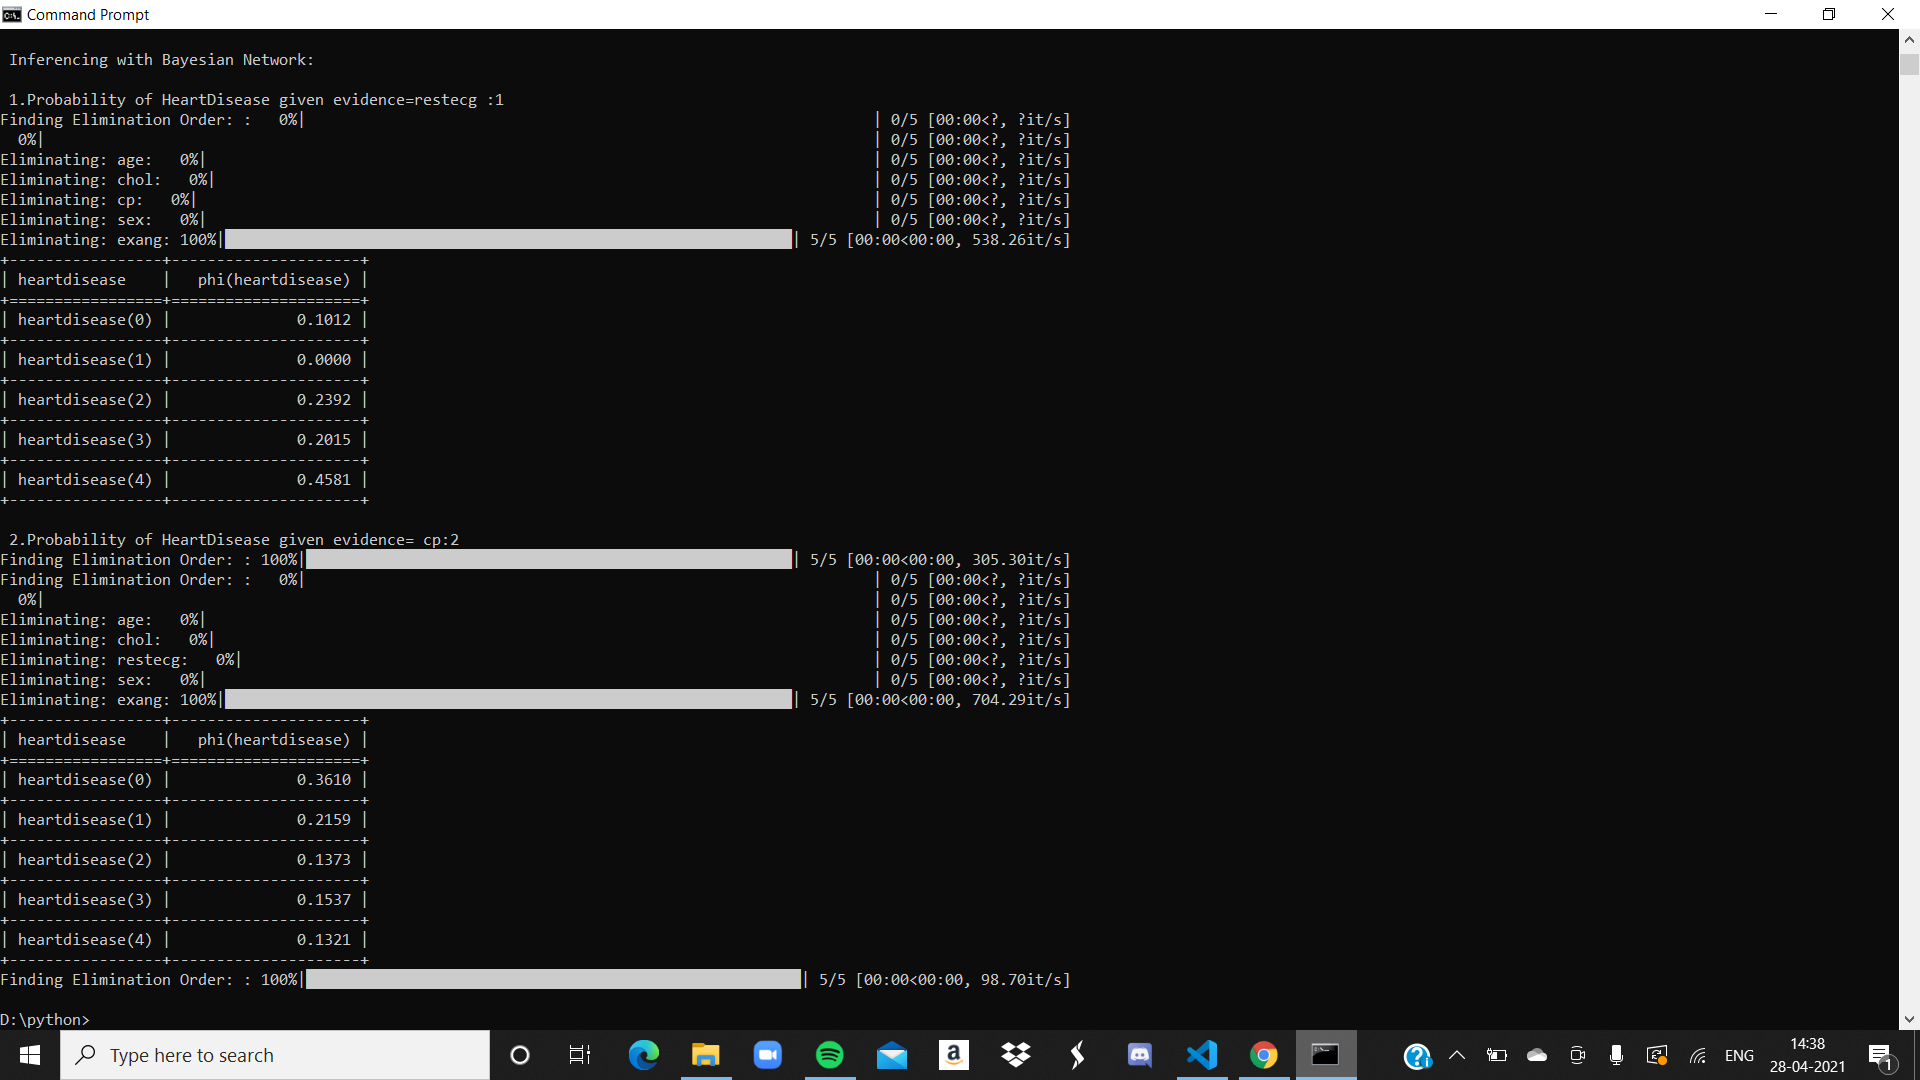 Command Prompt
Inferencing with Bayesian Network:
1.Probability of HeartDisease given evidence=restecg :1
Finding Elimination Order: :   0%|          | 0/5 [00:00<?, ?it/s]
  0%|          | 0/5 [00:00<?, ?it/s]
Eliminating: age:   0%|          | 0/5 [00:00<?, ?it/s]
Eliminating: chol:   0%|          | 0/5 [00:00<?, ?it/s]
Eliminating: cp:   0%|          | 0/5 [00:00<?, ?it/s]
Eliminating: sex:   0%|          | 0/5 [00:00<?, ?it/s]
Eliminating: exang: 100%|██████████| 5/5 [00:00<00:00, 538.26it/s]
+-----------------+---------------------+
| heartdisease    |   phi(heartdisease) |
+=================+=====================+
| heartdisease(0) |              0.1012 |
+-----------------+---------------------+
| heartdisease(1) |              0.0000 |
+-----------------+---------------------+
| heartdisease(2) |              0.2392 |
+-----------------+---------------------+
| heartdisease(3) |              0.2015 |
+-----------------+---------------------+
| heartdisease(4) |              0.4581 |
+-----------------+---------------------+
2.Probability of HeartDisease given evidence= cp:2
Finding Elimination Order: : 100%|██████████| 5/5 [00:00<00:00, 305.30it/s]
Finding Elimination Order: :   0%|          | 0/5 [00:00<?, ?it/s]
  0%|          | 0/5 [00:00<?, ?it/s]
Eliminating: age:   0%|          | 0/5 [00:00<?, ?it/s]
Eliminating: chol:   0%|          | 0/5 [00:00<?, ?it/s]
Eliminating: restecg:   0%|          | 0/5 [00:00<?, ?it/s]
Eliminating: sex:   0%|          | 0/5 [00:00<?, ?it/s]
Eliminating: exang: 100%|██████████| 5/5 [00:00<00:00, 704.29it/s]
+-----------------+---------------------+
| heartdisease    |   phi(heartdisease) |
+=================+=====================+
| heartdisease(0) |              0.3610 |
+-----------------+---------------------+
| heartdisease(1) |              0.2159 |
+-----------------+---------------------+
| heartdisease(2) |              0.1373 |
+-----------------+---------------------+
| heartdisease(3) |              0.1537 |
+-----------------+---------------------+
| heartdisease(4) |              0.1321 |
+-----------------+---------------------+
Finding Elimination Order: : 100%|██████████| 5/5 [00:00<00:00, 98.70it/s]
D:\python>
Type here to search
ENG
14:38
28-04-2021
1